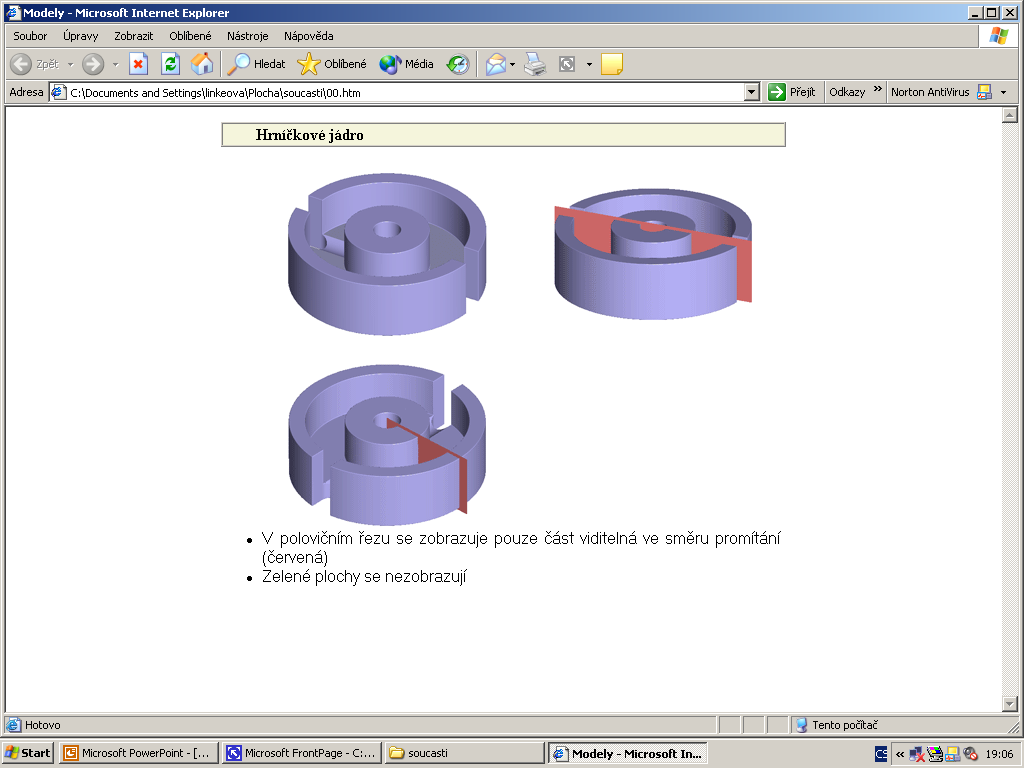 Modely - Microsoft Internet Explorer
Soubor Úpravy Zobrazit Oblíbené Nástroje Nápověda
Zpět Hledat Oblíbené Média
Adresa C:\Documents and Settings\linkeova\Plocha\soucasti\00.htm Přejít Odkazy » Norton AntiVirus
Hrníčkové jádro
V polovičním řezu se zobrazuje pouze část viditelná ve směru promítání
(červená)
Zelené plochy se nezobrazují
Hotovo Tento počítač
Start Microsoft PowerPoint - [... Microsoft FrontPage - C:... soucasti Modely - Microsoft In... CS « 19:06